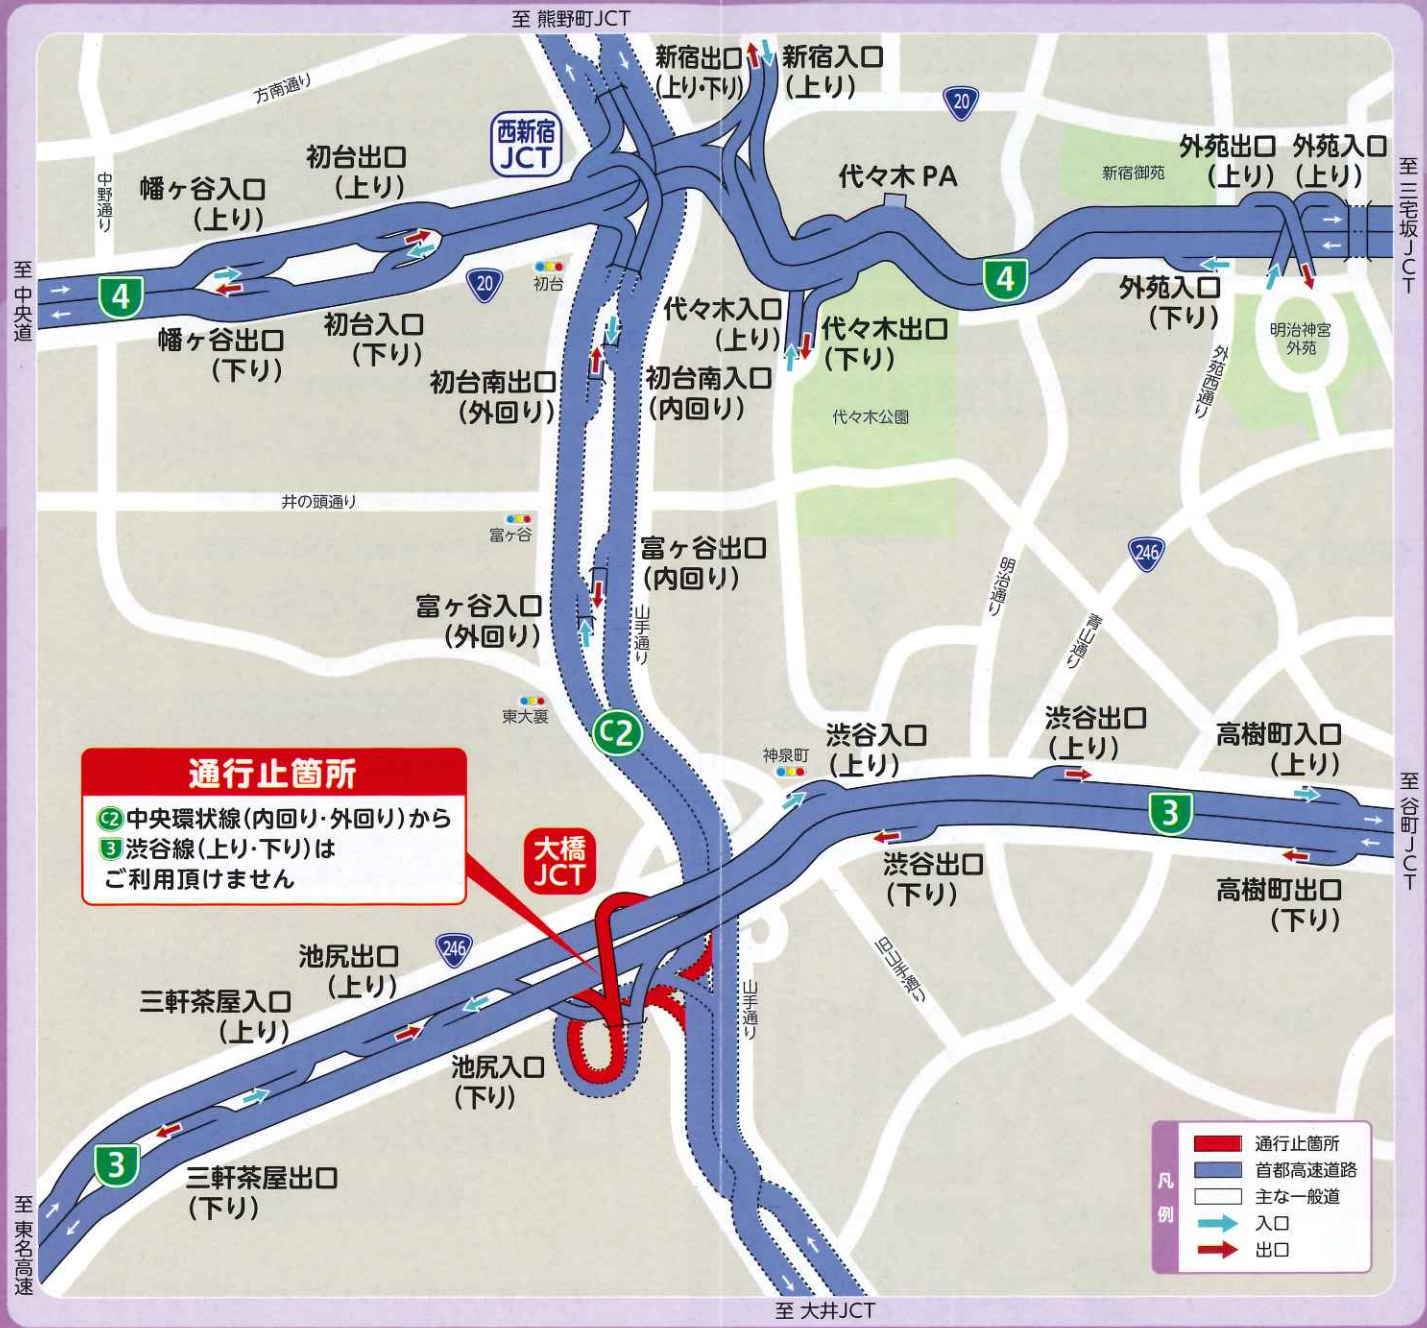 至 熊野町JCT
新宿出口
(上り・下り)
新宿入口
(上り)
方南通り
20
西新宿
JCT
初台出口
(上り)
幡ヶ谷入口
(上り)
中野通り
代々木 PA
新宿御苑
外苑出口
(上り)
外苑入口
(上り)
至 三宅坂JCT
至 中央道
4
20
初台
4
幡ヶ谷出口
(下り)
初台入口
(下り)
代々木入口
(上り)
代々木出口
(下り)
外苑入口
(下り)
明治神宮
外苑
外苑西通り
初台南出口
(外回り)
初台南入口
(内回り)
代々木公園
井の頭通り
富ヶ谷
富ヶ谷出口
(内回り)
246
明治通り
富ヶ谷入口
(外回り)
山手通り
青山通り
東大裏
C2
神泉町
渋谷入口
(上り)
渋谷出口
(上り)
高樹町入口
(上り)
至 谷町JCT
通行止箇所
C2中央環状線(内回り・外回り)から
3渋谷線(上り・下り)は
ご利用頂けません
大橋
JCT
3
渋谷出口
(下り)
高樹町出口
(下り)
旧山手通り
池尻出口
(上り)
246
三軒茶屋入口
(上り)
山手通り
池尻入口
(下り)
3
三軒茶屋出口
(下り)
至 東名高速
凡例
通行止箇所
首都高速道路
主な一般道
入口
出口
至 大井JCT